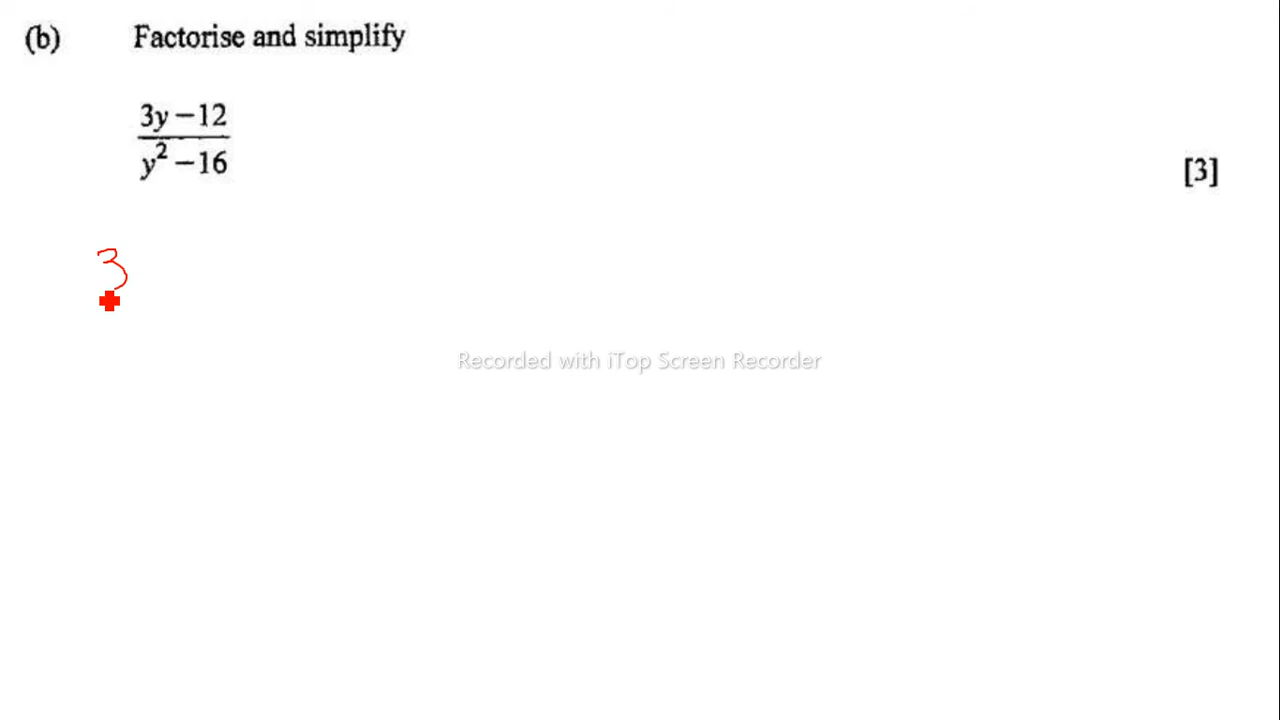 (b) Factorise and simplify
3y − 12
y² − 16
[3]
3
Recorded with iTop Screen Recorder